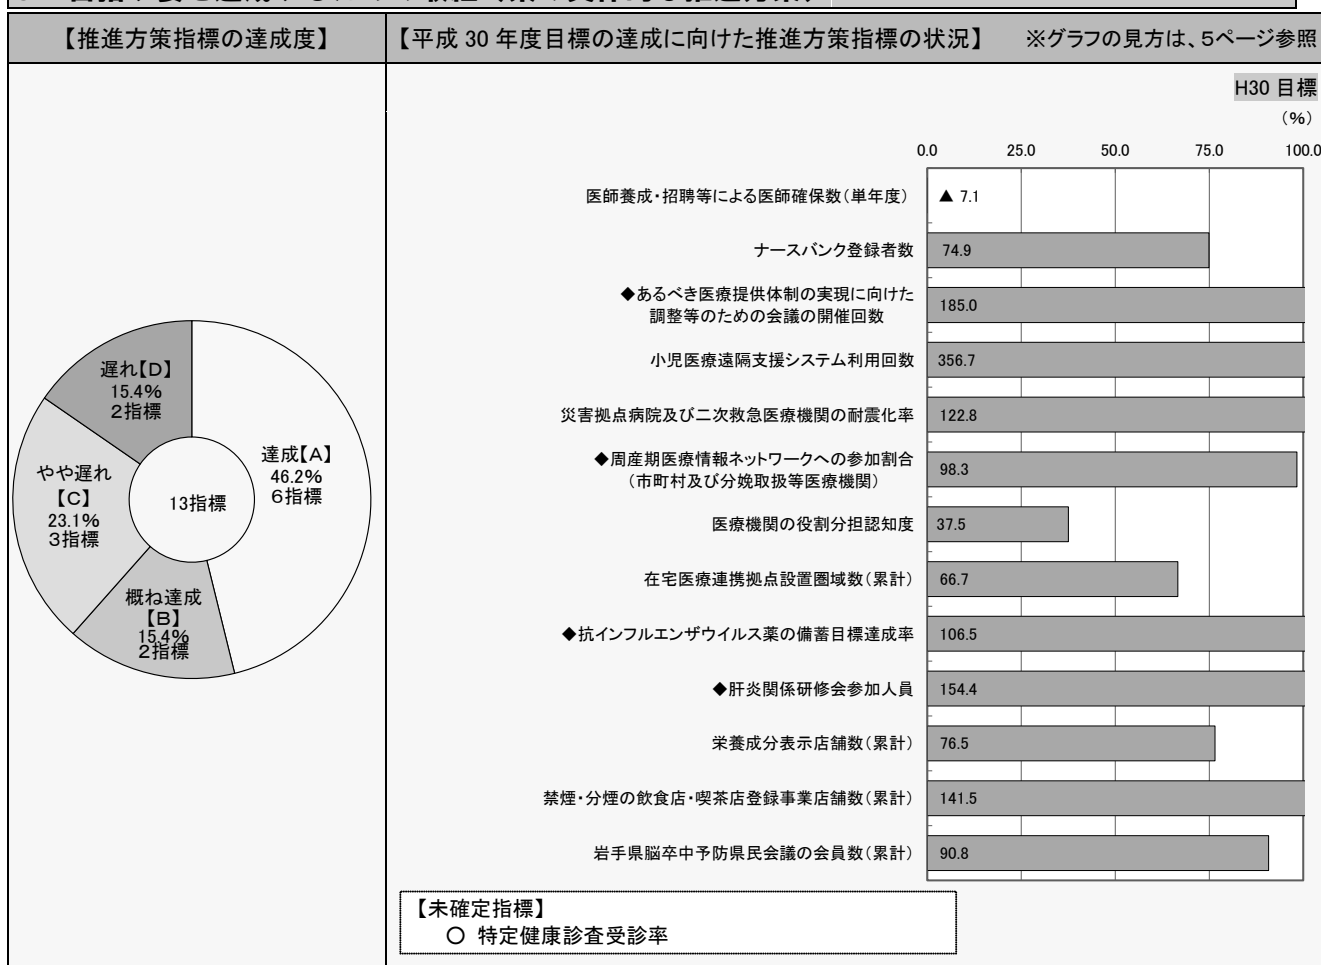 【推進方策指標の達成度】
【平成 30 年度目標の達成に向けた推進方策指標の状況】 ※グラフの見方は、5ページ参照
遅れ【D】
15.4%
2指標
達成【A】
46.2%
6指標
やや遅れ
【C】
23.1%
3指標
13指標
概ね達成
【B】
15.4%
2指標
H30 目標
(%)
0.0 25.0 50.0 75.0 100.0
医師養成・招聘等による医師確保数(単年度) ▲ 7.1
ナースバンク登録者数 74.9
◆あるべき医療提供体制の実現に向けた
調整等のための会議の開催回数 185.0
小児医療遠隔支援システム利用回数 356.7
災害拠点病院及び二次救急医療機関の耐震化率 122.8
◆周産期医療情報ネットワークへの参加割合
(市町村及び分娩取扱等医療機関) 98.3
医療機関の役割分担認知度 37.5
在宅医療連携拠点設置圏域数(累計) 66.7
◆抗インフルエンザウイルス薬の備蓄目標達成率 106.5
◆肝炎関係研修会参加人員 154.4
栄養成分表示店舗数(累計) 76.5
禁煙・分煙の飲食店・喫茶店登録事業店舗数(累計) 141.5
岩手県脳卒中予防県民会議の会員数(累計) 90.8
【未確定指標】
○ 特定健康診査受診率